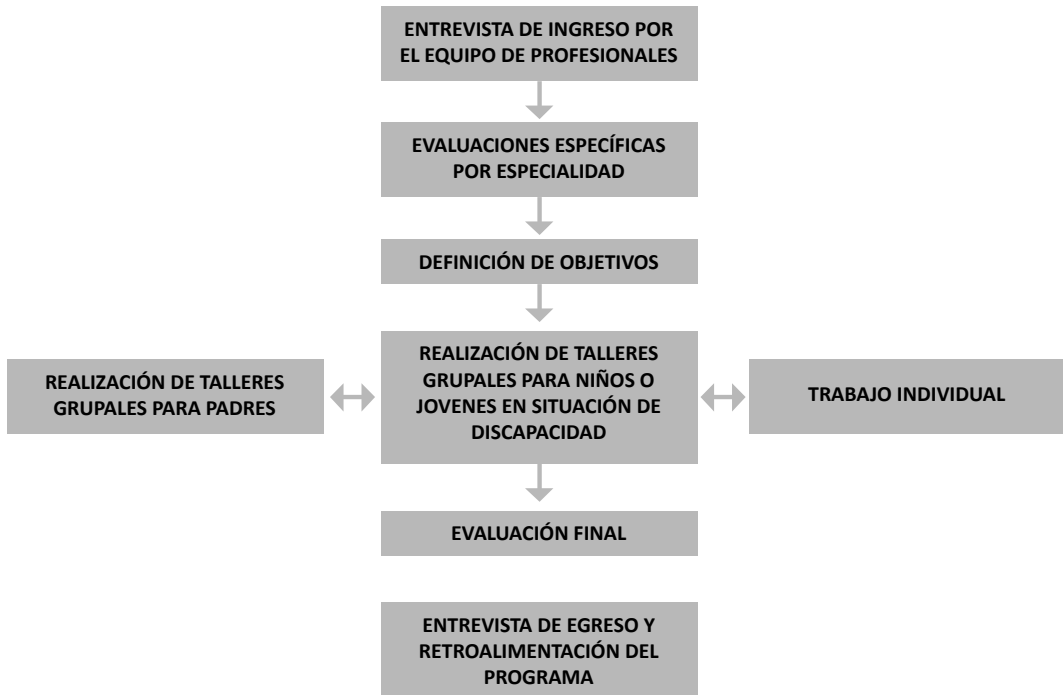 ENTREVISTA DE INGRESO POR
EL EQUIPO DE PROFESIONALES
EVALUACIONES ESPECÍFICAS
POR ESPECIALIDAD
DEFINICIÓN DE OBJETIVOS
REALIZACIÓN DE TALLERES
GRUPALES PARA PADRES
REALIZACIÓN DE TALLERES
GRUPALES PARA NIÑOS O
JOVENES EN SITUACIÓN DE
DISCAPACIDAD
TRABAJO INDIVIDUAL
EVALUACIÓN FINAL
ENTREVISTA DE EGRESO Y
RETROALIMENTACIÓN DEL
PROGRAMA